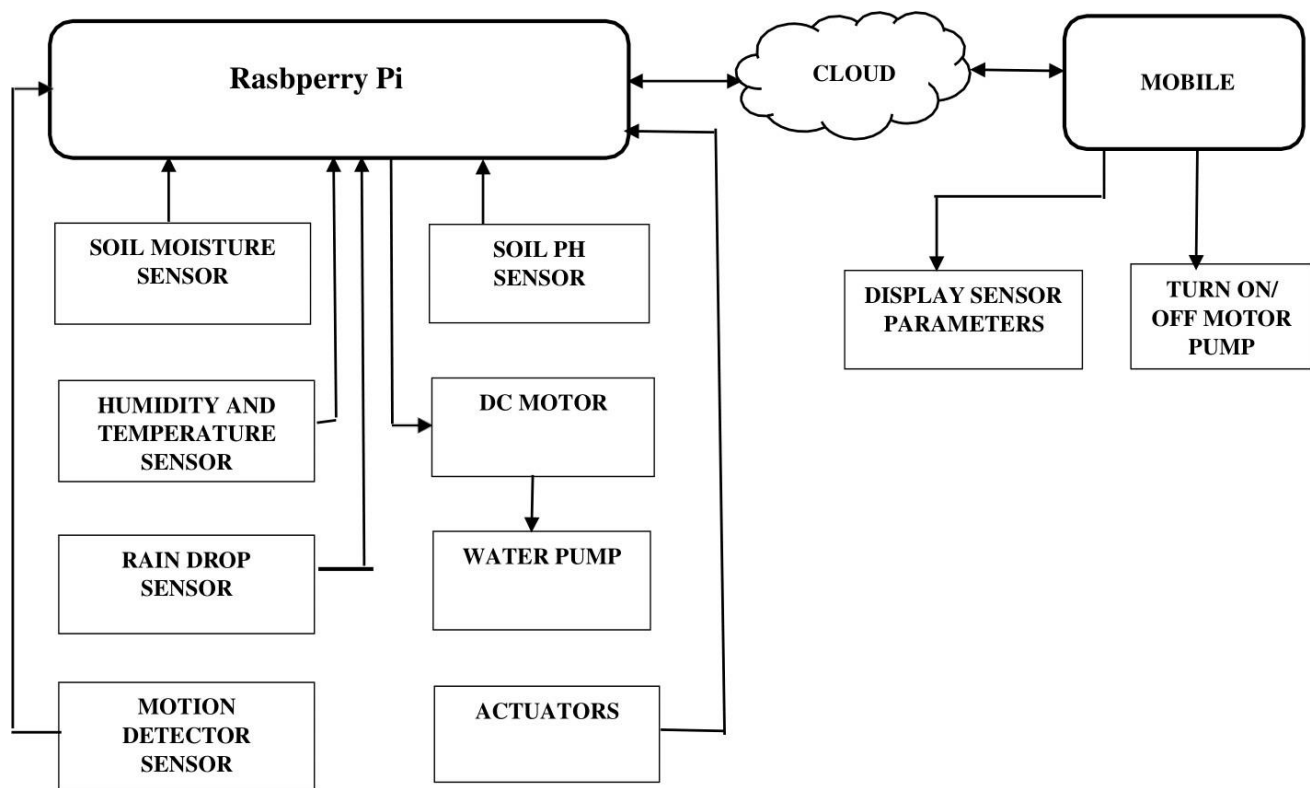 Rasbperry Pi
CLOUD
MOBILE
SOIL MOISTURE
SENSOR
SOIL PH
SENSOR
DISPLAY SENSOR
PARAMETERS
TURN ON/
OFF MOTOR
PUMP
HUMIDITY AND
TEMPERATURE
SENSOR
DC MOTOR
RAIN DROP
SENSOR
WATER PUMP
MOTION
DETECTOR
SENSOR
ACTUATORS